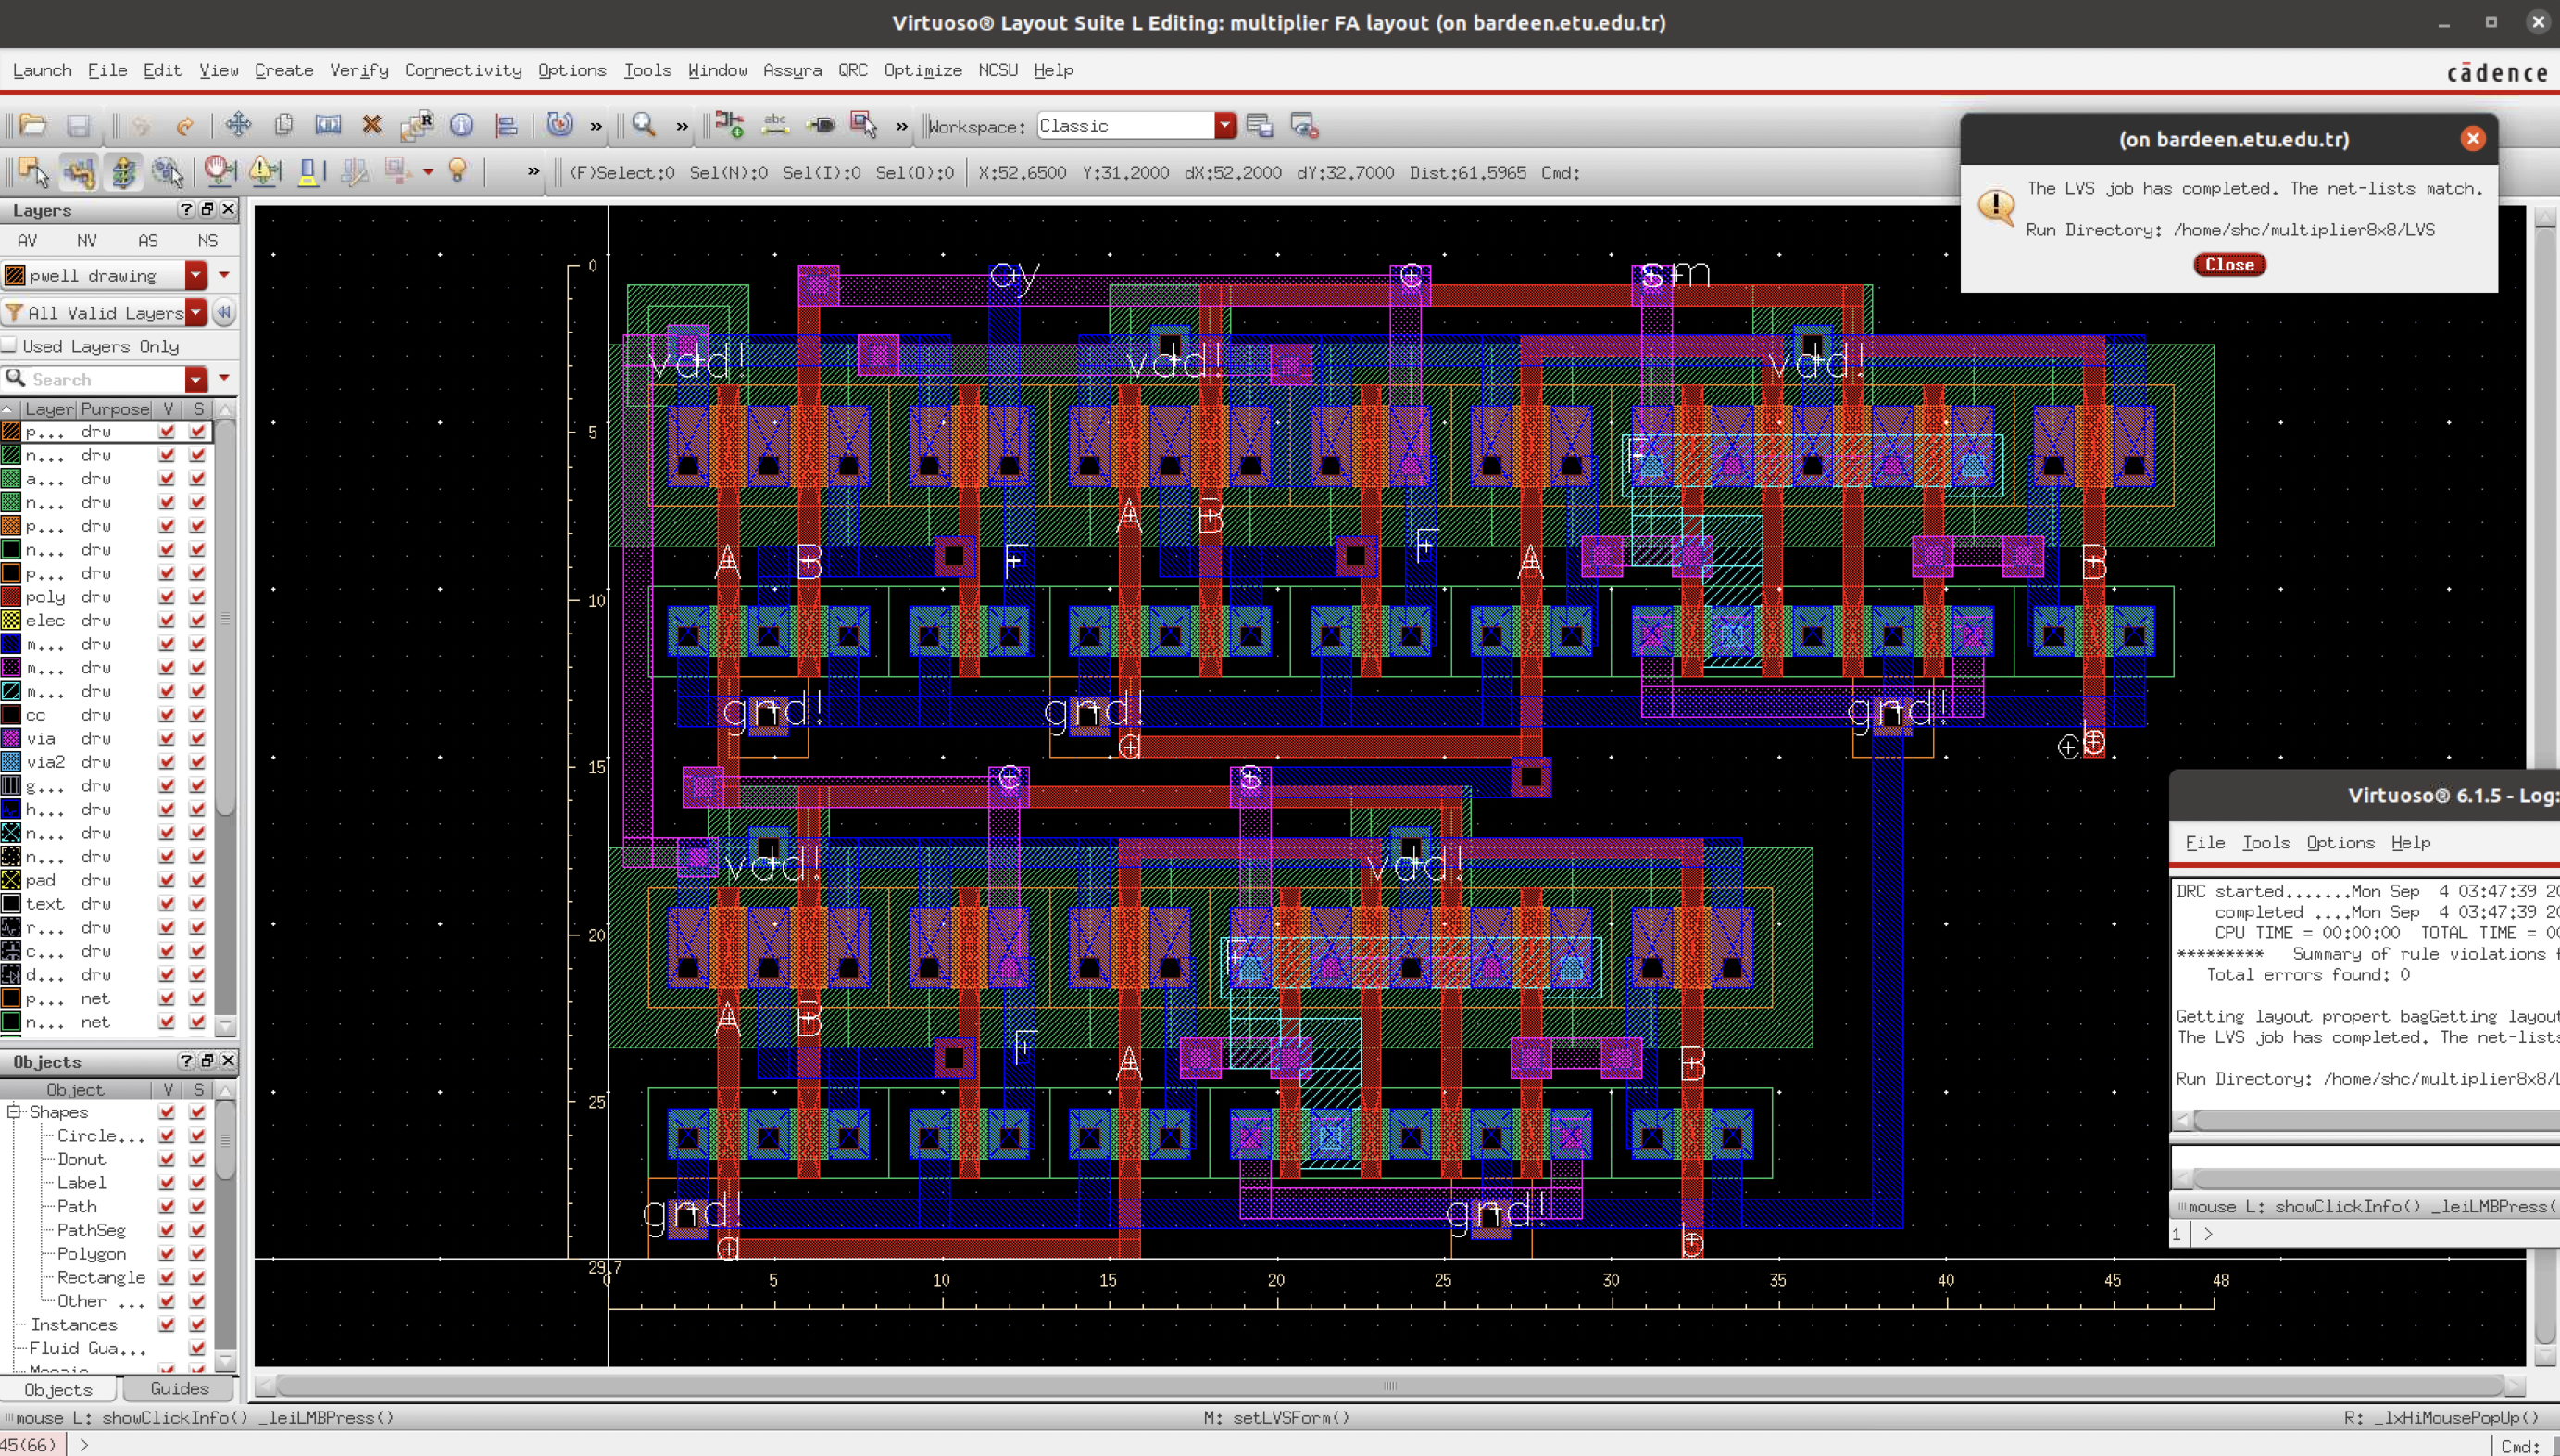 Virtuoso® Layout Suite L Editing: multiplier FA layout (on bardeen.etu.edu.tr)
Launch File Edit View Create Verify Connectivity Options Tools Window Assura QRC Optimize NCSU Help
cādence
Workspace: Classic
(F)Select:0 Sel(N):0 Sel(I):0 Sel(O):0 X:52.6500 Y:31.2000 dX:52.2000 dY:32.7000 Dist:61.5965 Cmd:
(on bardeen.etu.edu.tr)
The LVS job has completed. The net-lists match.
Run Directory: /home/shc/multiplier8x8/LVS
Close
Layers
AV NV AS NS
pwell drawing
All Valid Layers
Used Layers Only
Search
Layer Purpose V S
p... drw
n... drw
a... drw
n... drw
p... drw
n... drw
p... drw
poly drw
elec drw
m... drw
m... drw
m... drw
cc drw
via drw
via2 drw
g... drw
h... drw
n... drw
n... drw
pad drw
text drw
r... drw
c... drw
d... drw
p... net
n... net
Objects
Object V S
Shapes
Circle...
Donut
Label
Path
PathSeg
Polygon
Rectangle
Other ...
Instances
Fluid Gua...
Objects Guides
0
5
10
15
20
25
29.7
vdd! vdd! vdd!
F
A B
A B F A B
F
gnd! gnd! gnd!
vdd! vdd!
F
A B
F A B
gnd! gnd!
5 10 15 20 25 30 35 40 45 48
Virtuoso® 6.1.5 - Log:
File Tools Options Help
DRC started.......Mon Sep 4 03:47:39
completed ....Mon Sep 4 03:47:39
CPU TIME = 00:00:00 TOTAL TIME =
********* Summary of rule violations
Total errors found: 0
Getting layout propert bagGetting layout
The LVS job has completed. The net-lists
Run Directory: /home/shc/multiplier8x8/
mouse L: showClickInfo() _leiLMBPress(
1 >
mouse L: showClickInfo() _leiLMBPress() M: setLVSForm() R: _lxHiMousePopUp()
45(66) > Cmd: